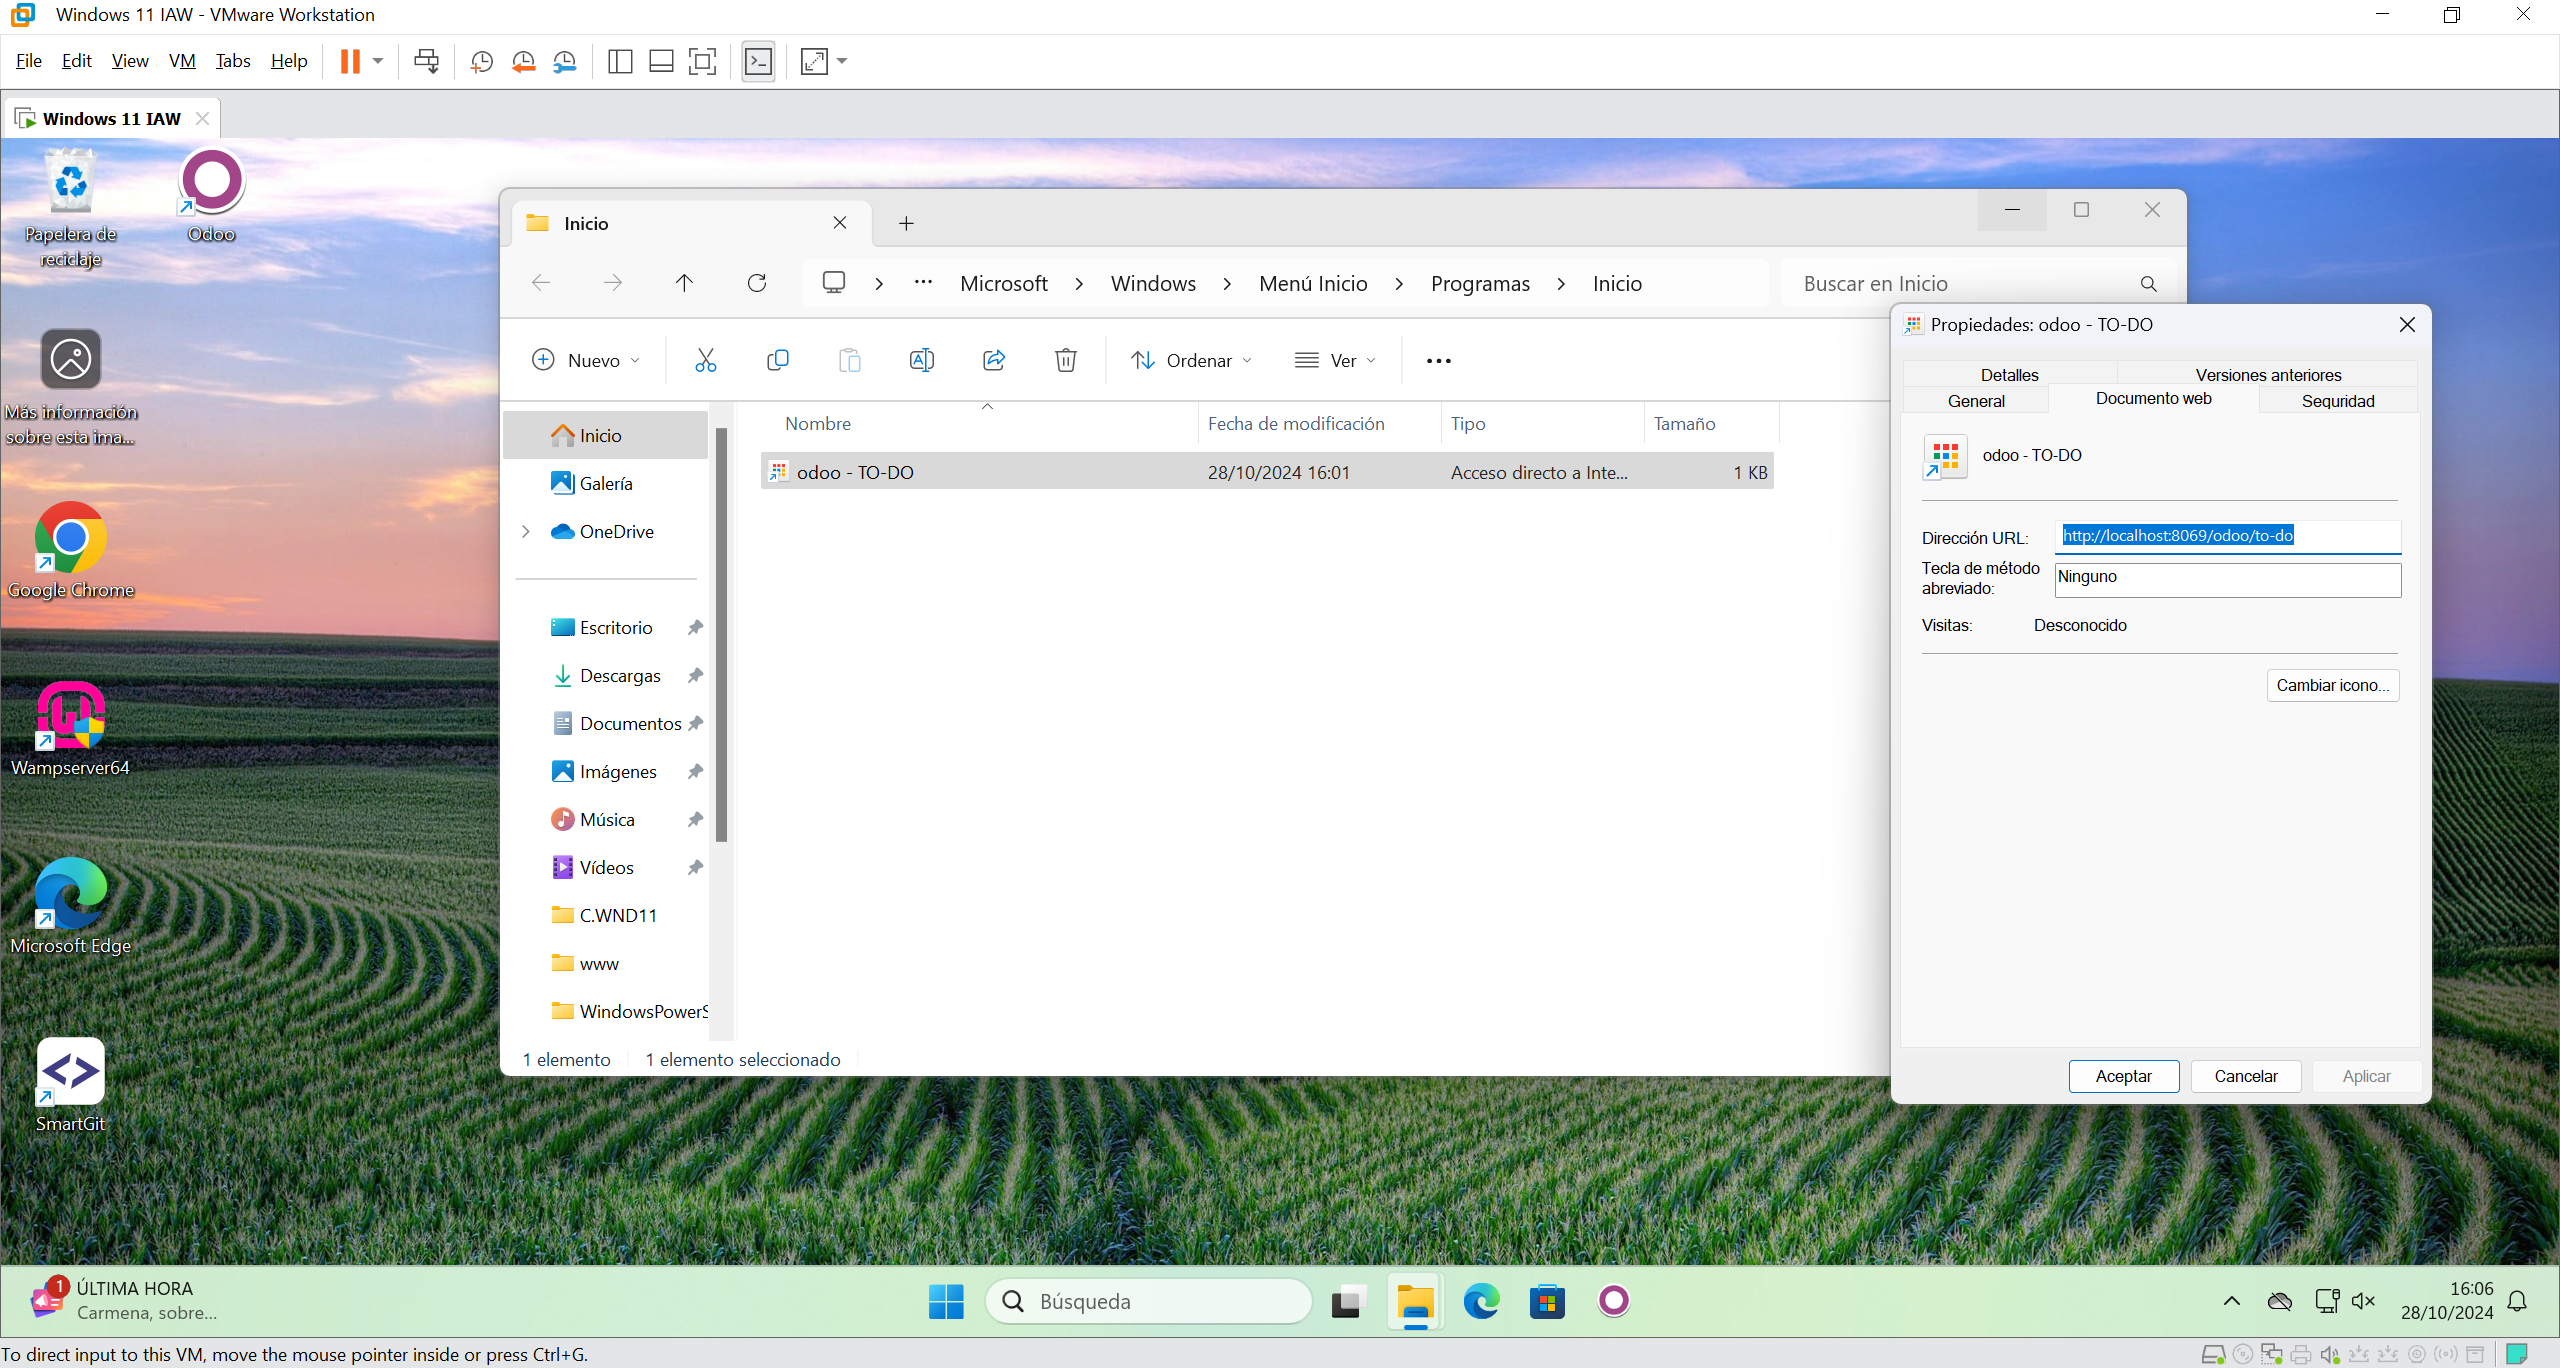 Windows 11 IAW - VMware Workstation
File Edit View VM Tabs Help
Windows 11 IAW
Papelera de reciclaje
Odoo
Más información sobre esta ima...
Google Chrome
Wampserver64
Microsoft Edge
SmartGit
Inicio
Microsoft > Windows > Menú Inicio > Programas > Inicio
Buscar en Inicio
Nuevo
Ordenar
Ver
Inicio
Galería
OneDrive
Escritorio
Descargas
Documentos
Imágenes
Música
Vídeos
C.WND11
www
WindowsPowerS
Nombre Fecha de modificación Tipo Tamaño
odoo - TO-DO 28/10/2024 16:01 Acceso directo a Inte... 1 KB
1 elemento 1 elemento seleccionado
Propiedades: odoo - TO-DO
Detalles Versiones anteriores
General Documento web Seguridad
odoo - TO-DO
Dirección URL: http://localhost:8069/odoo/to-do
Tecla de método abreviado: Ninguno
Visitas: Desconocido
Cambiar icono...
Aceptar Cancelar Aplicar
1
ÚLTIMA HORA
Carmena, sobre...
Búsqueda
16:06
28/10/2024
To direct input to this VM, move the mouse pointer inside or press Ctrl+G.